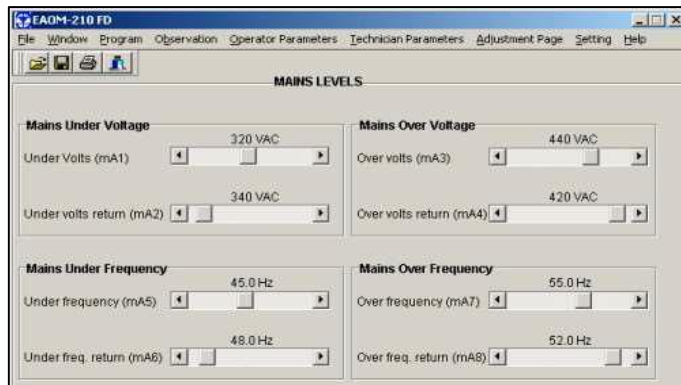 EAOM-210 FD
File Window Program Observation Operator Parameters Technician Parameters Adjustment Page Setting Help
MAINS LEVELS
Mains Under Voltage
320 VAC
Under Volts (mA1)
340 VAC
Under volts return (mA2)
Mains Over Voltage
440 VAC
Over volts (mA3)
420 VAC
Over volts return (mA4)
Mains Under Frequency
45.0 Hz
Under frequency (mA5)
48.0 Hz
Under freq. return (mA6)
Mains Over Frequency
55.0 Hz
Over frequency (mA7)
52.0 Hz
Over freq. return (mA8)